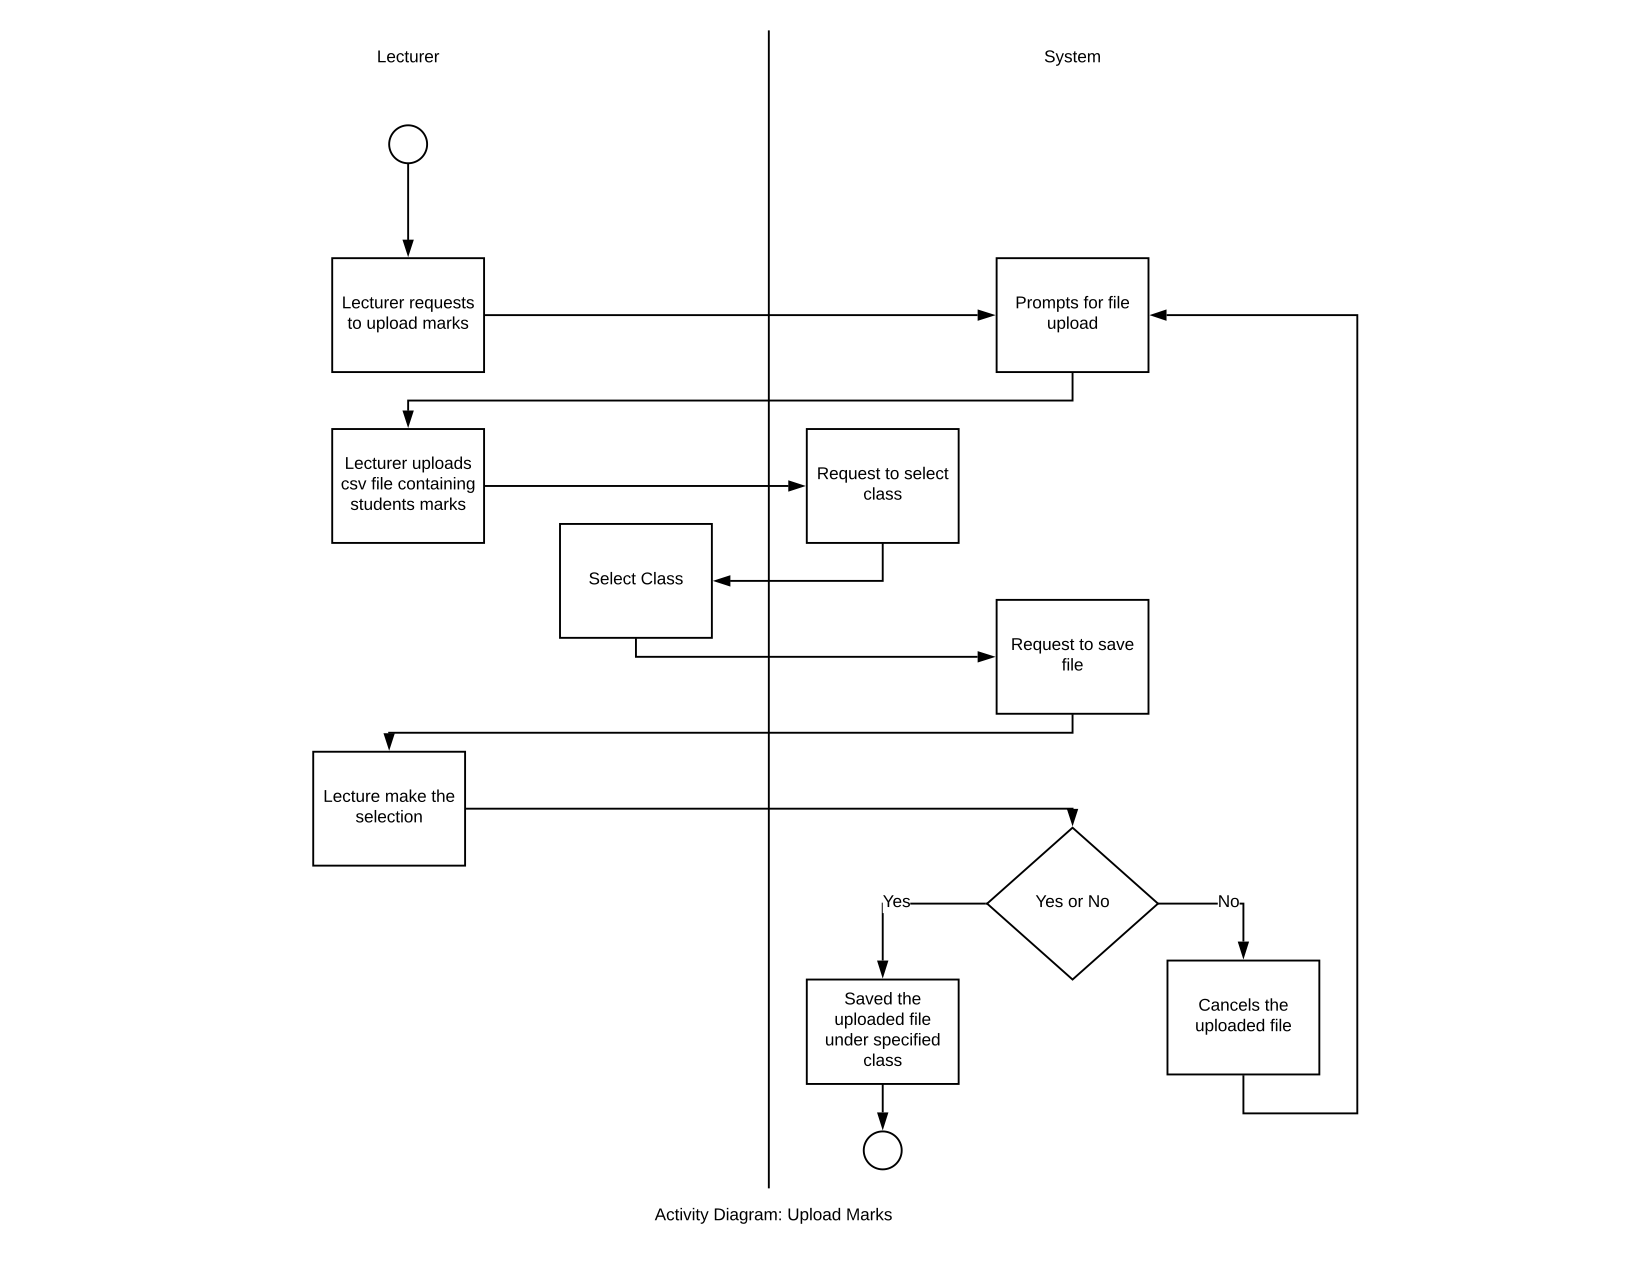 Lecturer
System
Lecturer requests
to upload marks
Prompts for file
upload
Lecturer uploads
csv file containing
students marks
Request to select
class
Select Class
Request to save
file
Lecture make the
selection
Yes or No
Yes
No
Saved the
uploaded file
under specified
class
Cancels the
uploaded file
Activity Diagram: Upload Marks